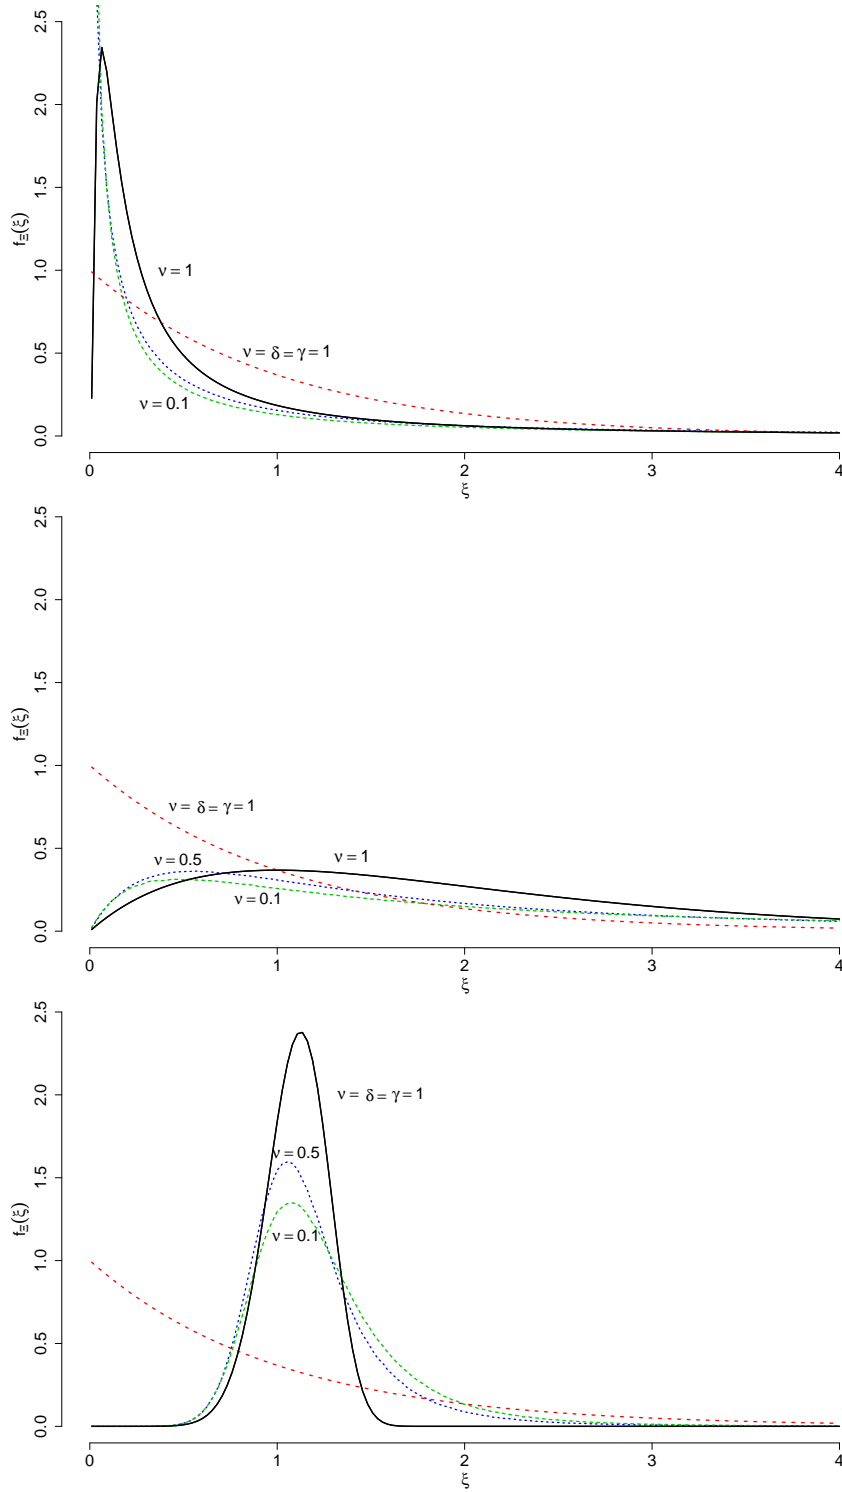 2.5
2.0
1.5
1.0
0.5
0.0
fΞ(ξ)
ν = 1
ν = δ = γ = 1
ν = 0.1
0 1 2 3 4
ξ
2.5
2.0
1.5
1.0
0.5
0.0
fΞ(ξ)
ν = δ = γ = 1
ν = 0.5
ν = 1
ν = 0.1
0 1 2 3 4
ξ
2.5
2.0
1.5
1.0
0.5
0.0
fΞ(ξ)
ν = δ = γ = 1
ν = 0.5
ν = 0.1
0 1 2 3 4
ξ